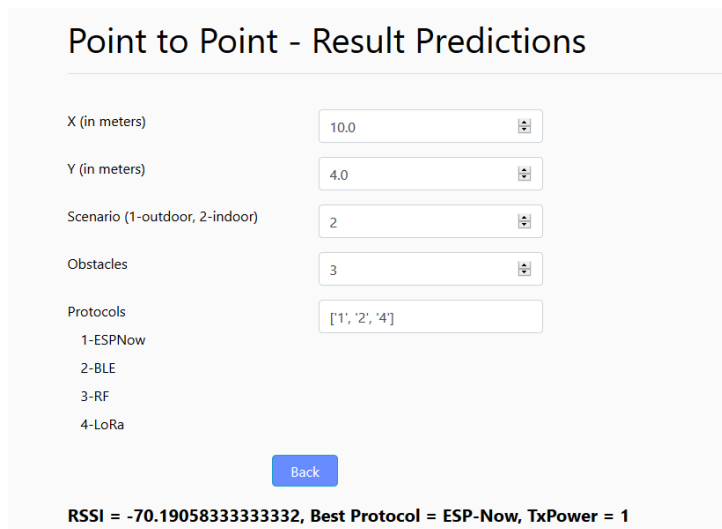 Point to Point - Result Predictions
X (in meters) 10.0
Y (in meters) 4.0
Scenario (1-outdoor, 2-indoor) 2
Obstacles 3
Protocols ['1', '2', '4']
1-ESPNow
2-BLE
3-RF
4-LoRa
Back
RSSI = -70.19058333333332, Best Protocol = ESP-Now, TxPower = 1